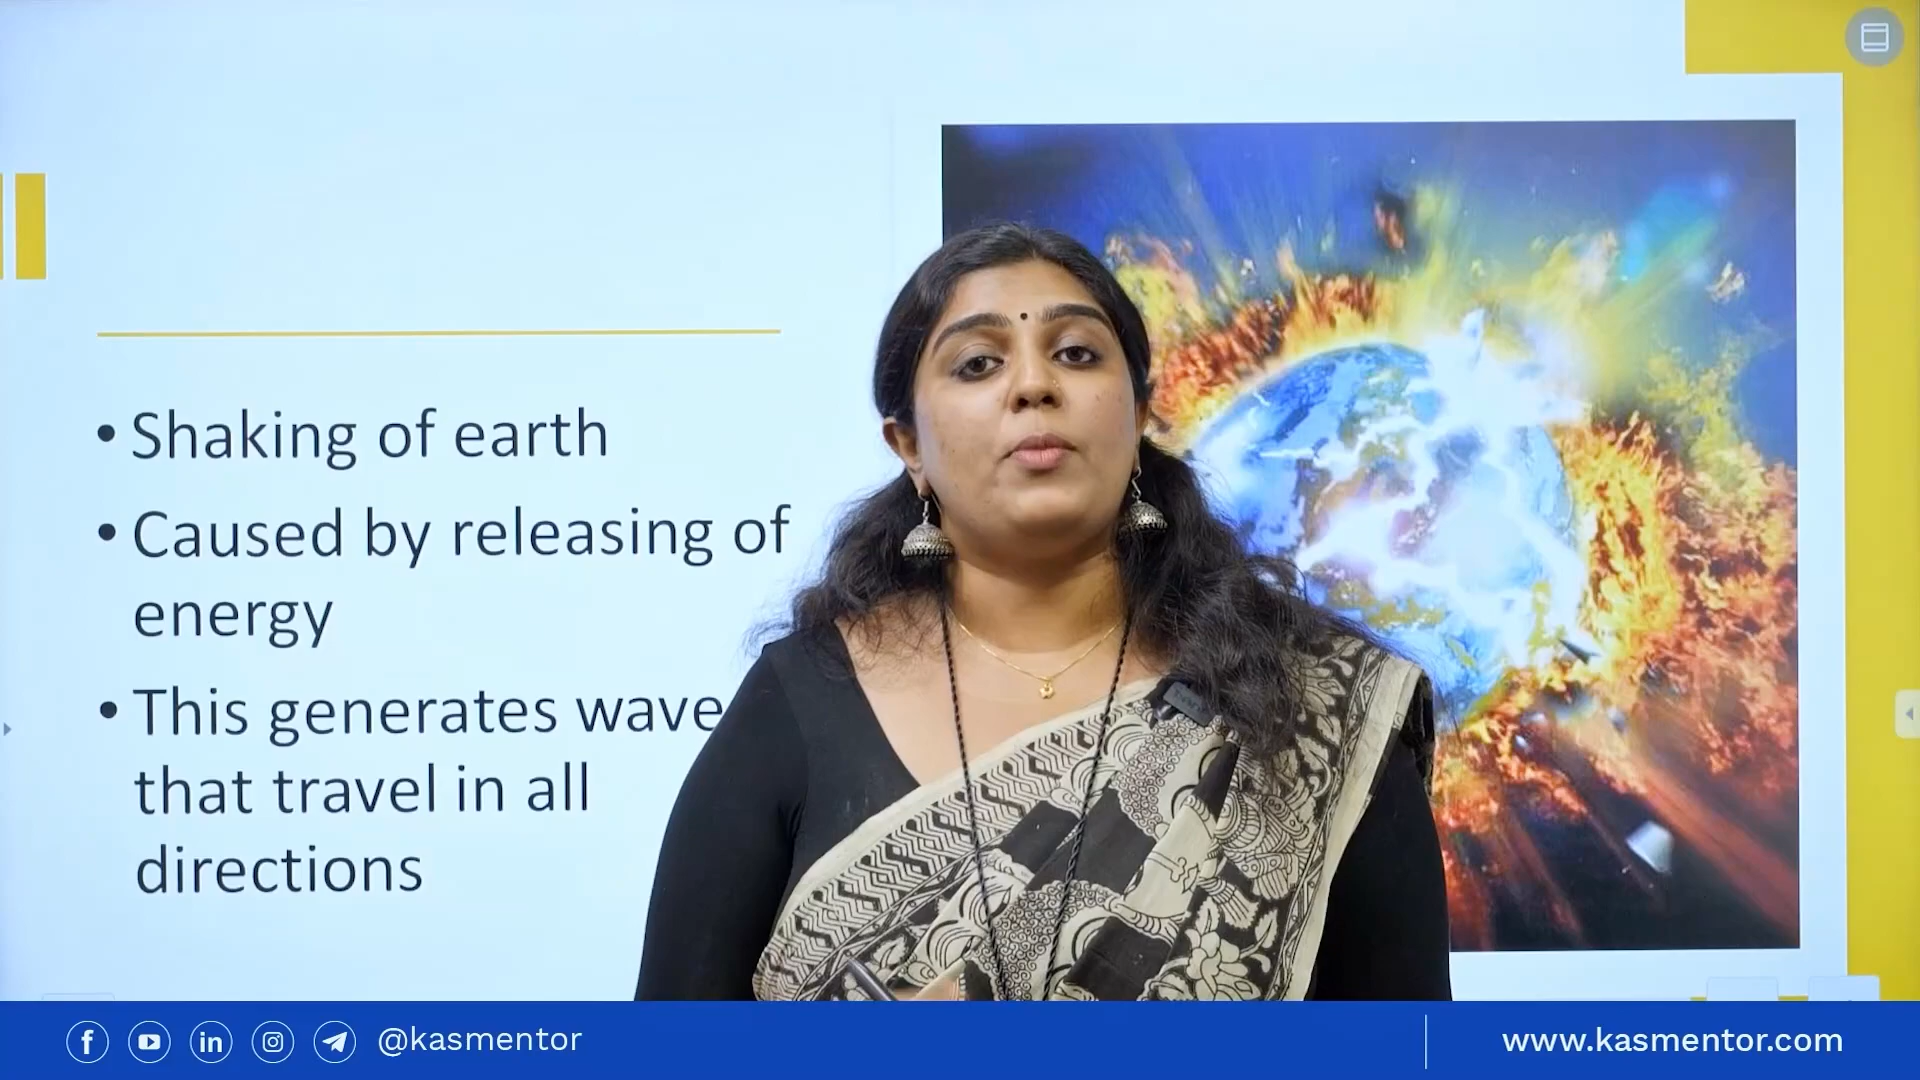 • Shaking of earth
• Caused by releasing of
energy
• This generates wave
that travel in all
directions
@kasmentor
www.kasmentor.com